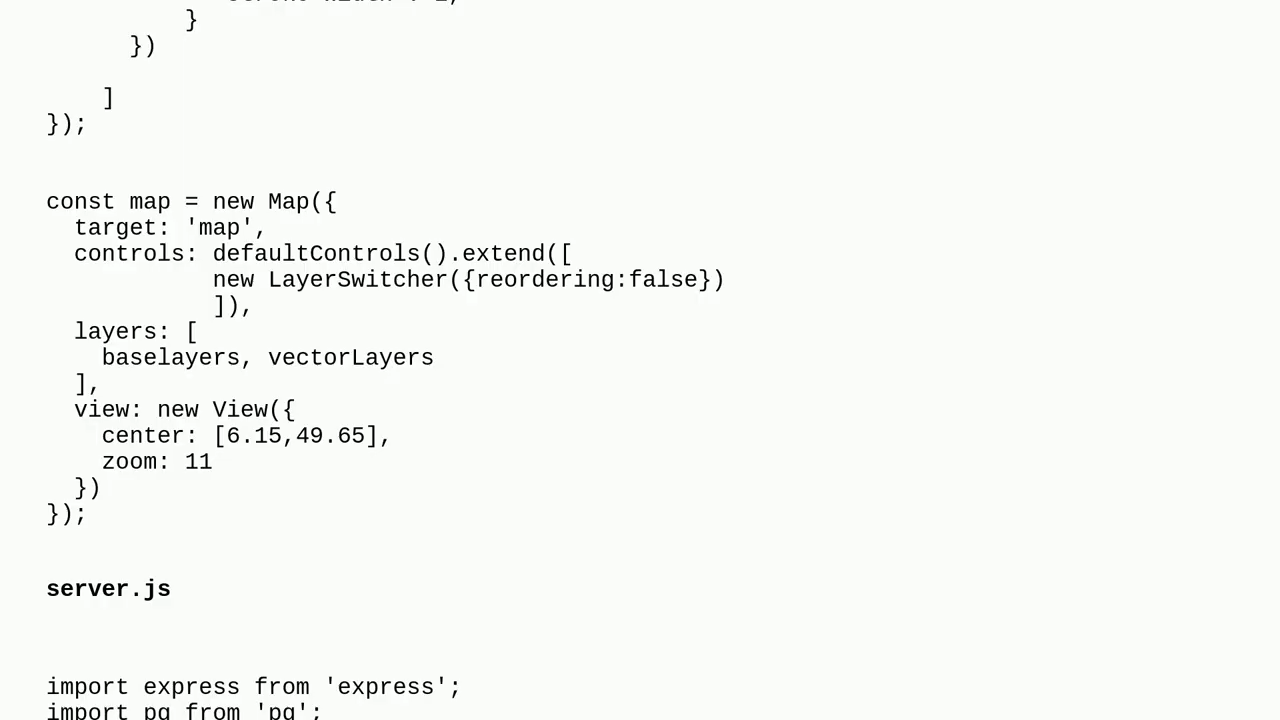 }
})
]
});
const map = new Map({
target: 'map',
controls: defaultControls().extend([
new LayerSwitcher({reordering:false})
]),
layers: [
baselayers, vectorLayers
],
view: new View({
center: [6.15,49.65],
zoom: 11
})
});
server.js
import express from 'express';
import pg from 'pg';